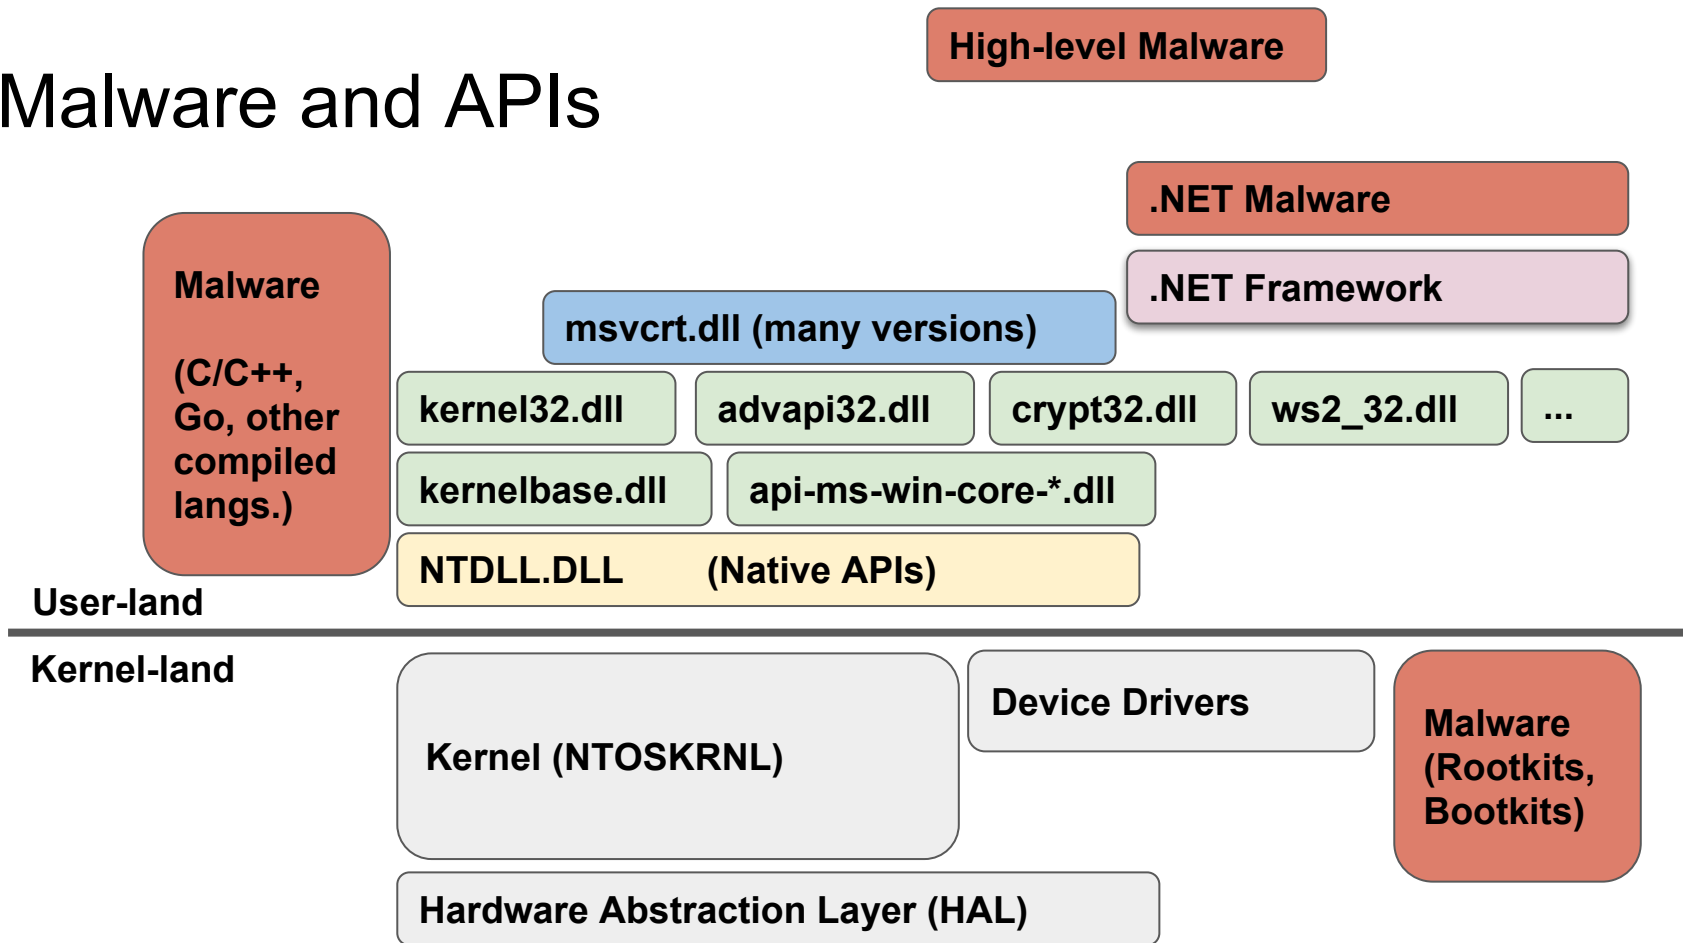 High-level Malware
Malware and APIs
.NET Malware
.NET Framework
Malware
(C/C++,
Go, other
compiled
langs.)
msvcrt.dll (many versions)
kernel32.dll
advapi32.dll
crypt32.dll
ws2_32.dll
...
kernelbase.dll
api-ms-win-core-*.dll
NTDLL.DLL (Native APIs)
User-land
Kernel-land
Kernel (NTOSKRNL)
Device Drivers
Malware
(Rootkits,
Bootkits)
Hardware Abstraction Layer (HAL)